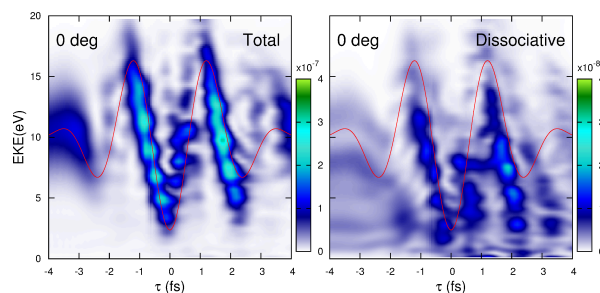 0 deg Total
EKE(eV)
20
15
10
5
0
-4 -3 -2 -1 0 1 2 3 4
τ (fs)
x10⁻⁷
4
3
2
1
0
0 deg Dissociative
-4 -3 -2 -1 0 1 2 3 4
τ (fs)
x10⁻⁸